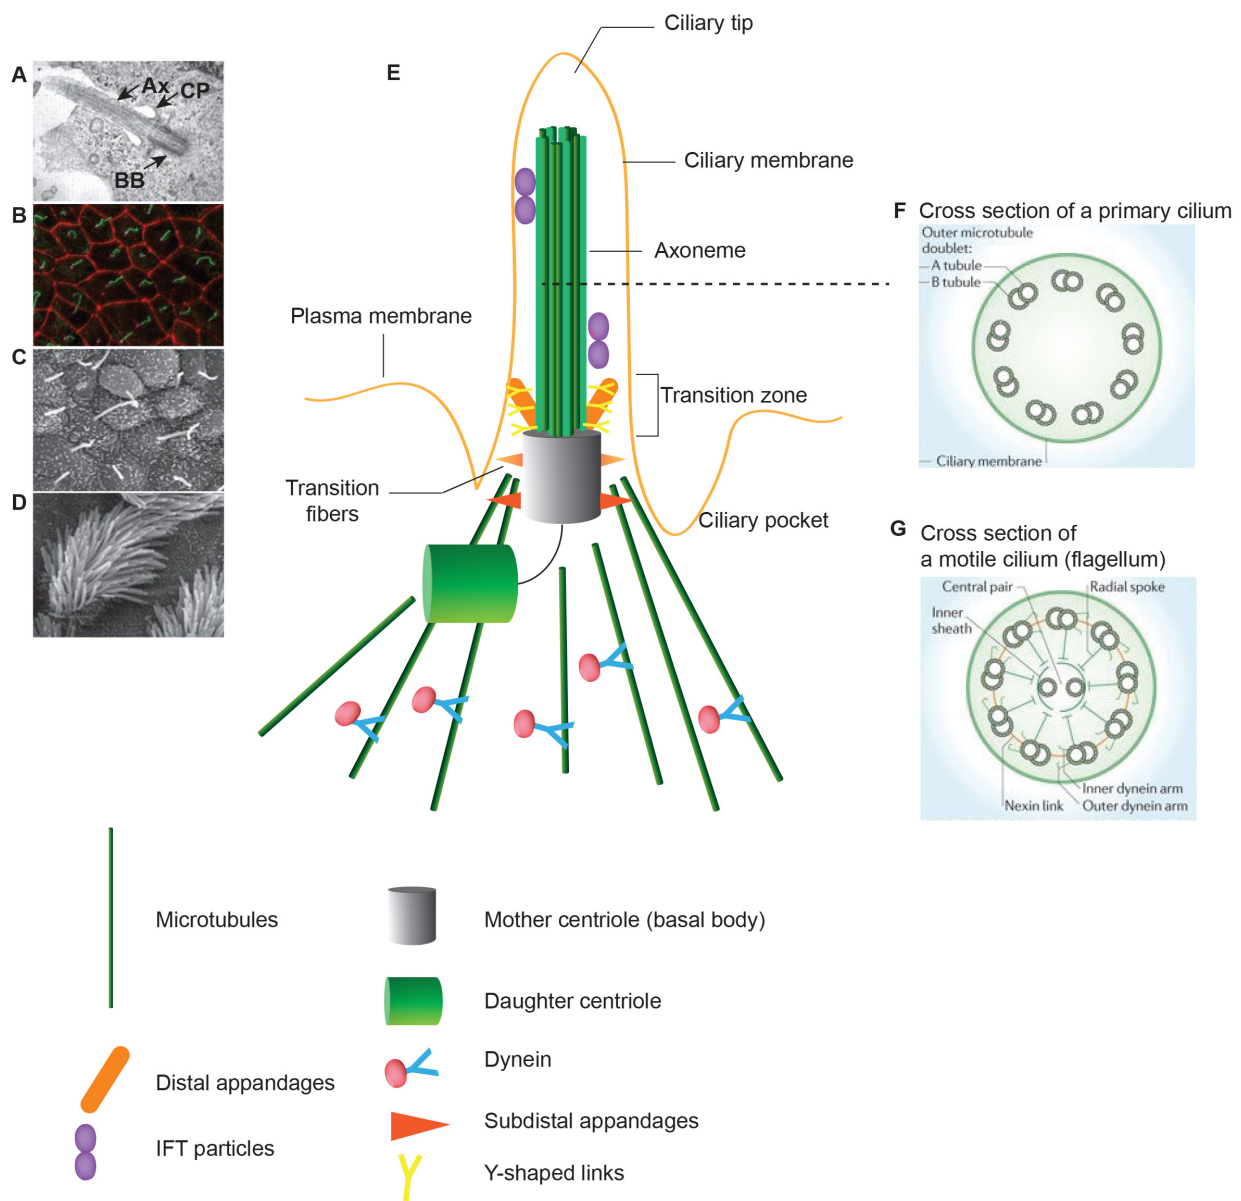 A
Ax
CP
BB
B
C
D
E
Ciliary tip
Ciliary membrane
Axoneme
Plasma membrane
Transition zone
Transition
fibers
Ciliary pocket
F Cross section of a primary cilium
Outer microtubule
doublet:
A tubule
B tubule
Ciliary membrane
G Cross section of
a motile cilium (flagellum)
Central pair
Radial spoke
Inner
sheath
Inner dynein arm
Nexin link
Outer dynein arm
Microtubules
Mother centriole (basal body)
Daughter centriole
Dynein
Distal appandages
Subdistal appandages
IFT particles
Y-shaped links